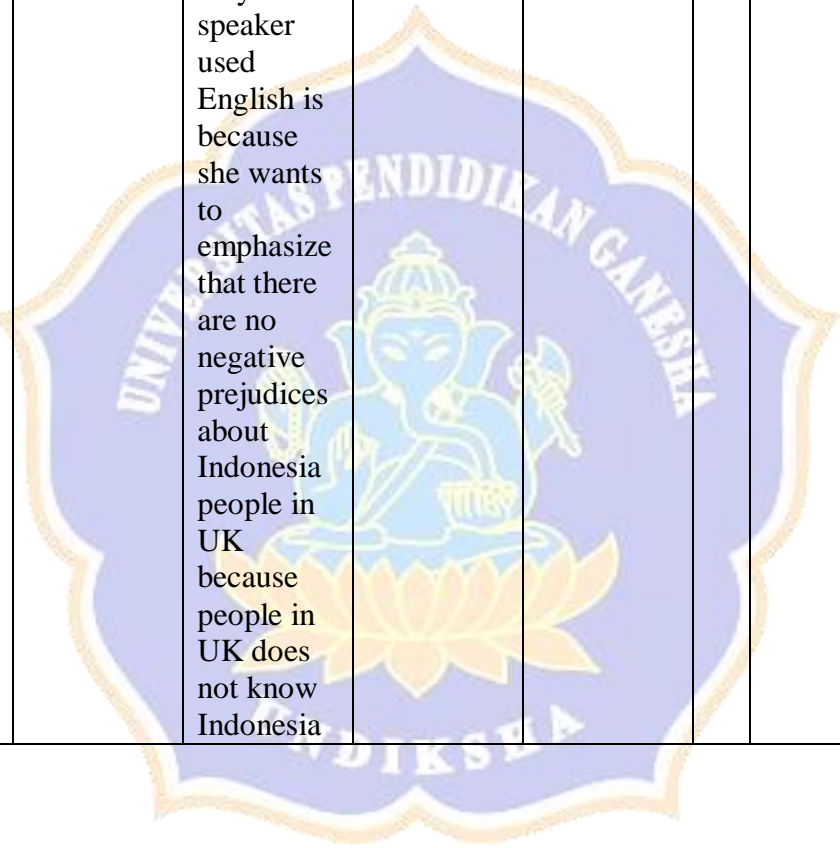 speaker
used
English is
because
she wants
to
emphasize
that there
are no
negative
prejudices
about
Indonesia
people in
UK
because
people in
UK does
not know
Indonesia
UNIVERSITAS PENDIDIKAN GANESHA
UNDIKSHA